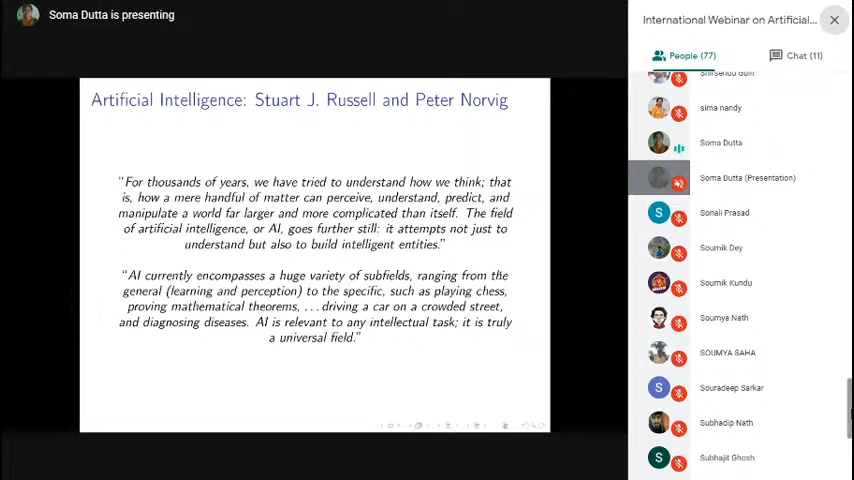 Soma Dutta is presenting
International Webinar on Artificial...
People (77)
Chat (11)
Artificial Intelligence: Stuart J. Russell and Peter Norvig
"For thousands of years, we have tried to understand how we think; that
is, how a mere handful of matter can perceive, understand, predict, and
manipulate a world far larger and more complicated than itself. The field
of artificial intelligence, or AI, goes further still: it attempts not just to
understand but also to build intelligent entities."
"AI currently encompasses a huge variety of subfields, ranging from the
general (learning and perception) to the specific, such as playing chess,
proving mathematical theorems, ...driving a car on a crowded street,
and diagnosing diseases. AI is relevant to any intellectual task; it is truly
a universal field."
sima nandy
Soma Dutta
Soma Dutta (Presentation)
S
Sonali Prasad
Soumik Dey
Soumik Kundu
Soumya Nath
SOUMYA SAHA
S
Souradeep Sarkar
Subhadip Nath
S
Subhajit Ghosh